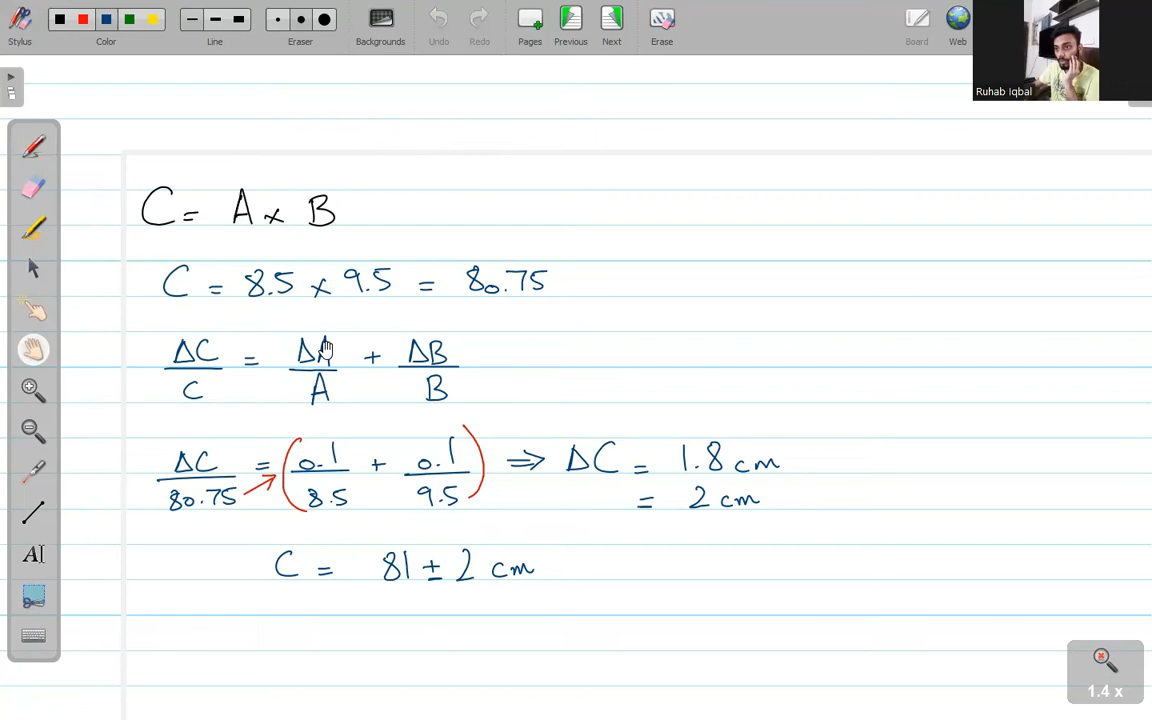 Stylus Color Line Eraser Backgrounds Undo Redo Pages Previous Next Erase Board Web
Ruhab Iqbal
C = A × B
C = 8.5 × 9.5 = 80.75
ΔC/C = ΔA/A + ΔB/B
ΔC/80.75 = (0.1/8.5 + 0.1/9.5) ⇒ ΔC = 1.8 cm
= 2 cm
C = 81 ± 2 cm
A
1.4 x